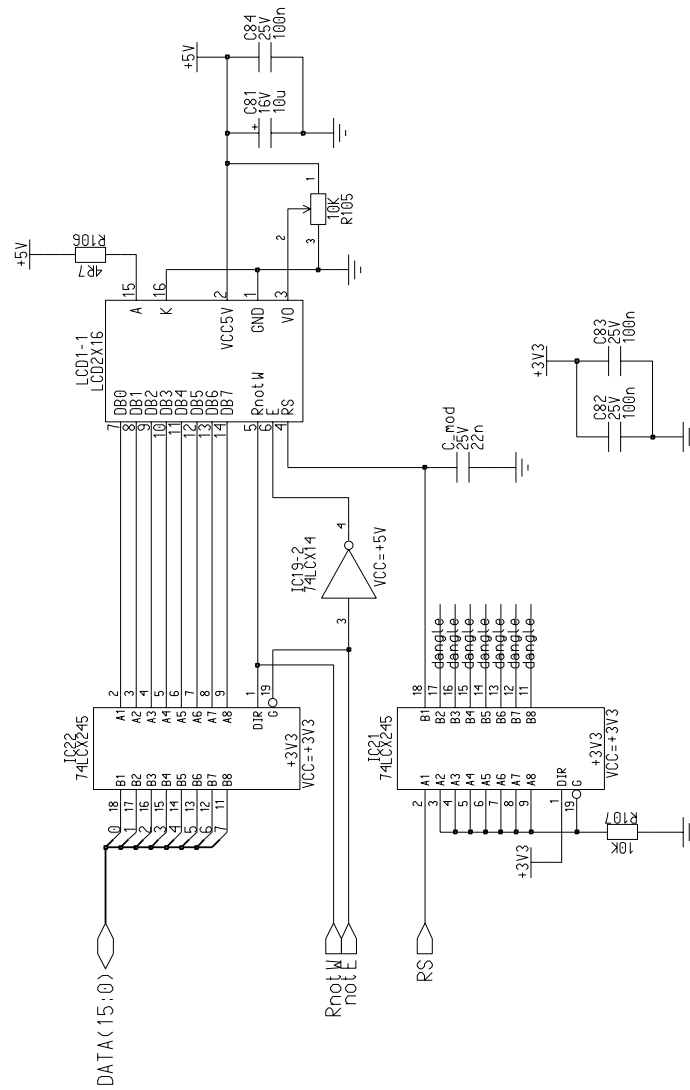 +5V
C84
25V
100n
C81
16V
10u
+
1
10K
R105
2
3
+5V
R106
4R7
15
16
2
1
3
A
K
VCC5V
GND
VO
LCD1-1
LCD2X16
DB0
DB1
DB2
DB3
DB4
DB5
DB6
DB7
RnotW
E
RS
7
8
9
10
11
12
13
14
5
6
4
+3V3
C83
25V
100n
C82
25V
100n
C_mod
25V
22n
4
IC19-2
74LCX14
VCC=+5V
3
2
3
4
5
6
7
8
9
1
19
A1
A2
A3
A4
A5
A6
A7
A8
DIR
G
IC22
74LCX245
+3V3
VCC=+3V3
B1
B2
B3
B4
B5
B6
B7
B8
18
17
16
15
14
13
12
11
0
1
2
3
4
5
6
7
DATA(15:0)
RnotW
notE
dangle
dangle
dangle
dangle
dangle
dangle
dangle
18
17
16
15
14
13
12
11
B1
B2
B3
B4
B5
B6
B7
B8
IC21
74LCX245
+3V3
VCC=+3V3
A1
A2
A3
A4
A5
A6
A7
A8
DIR
G
2
3
4
5
6
7
8
9
1
19
+3V3
R107
10K
RS